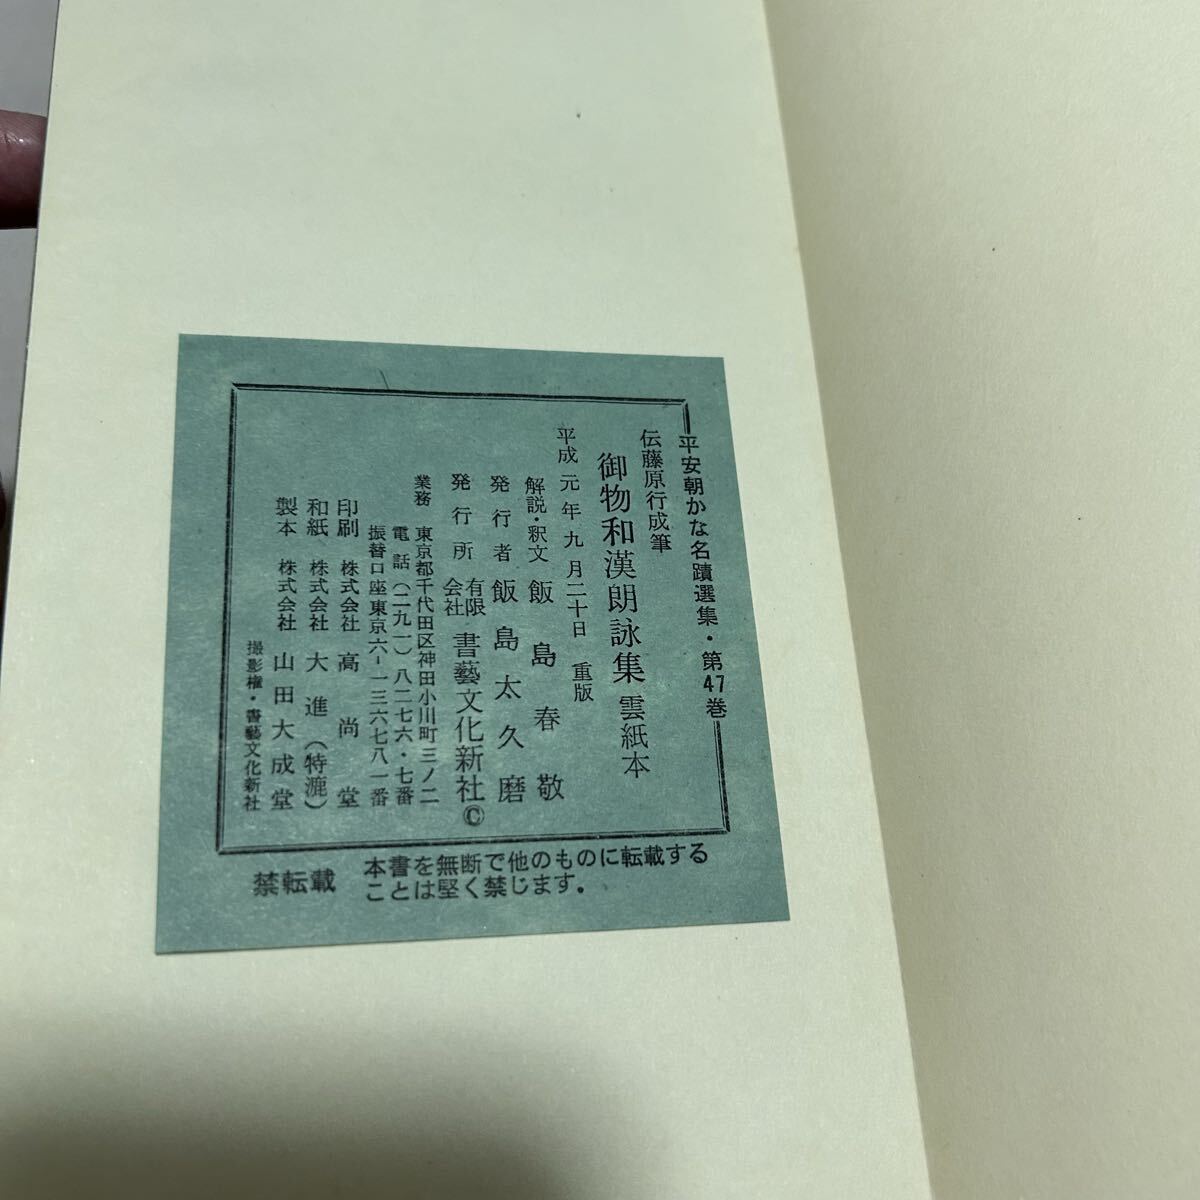 平安朝かな名蹟選集・第47巻
伝藤原行成筆
御物和漢朗詠集 雲紙本
平成元年九月二十日 重版
解説・釈文 飯島春敬
発行者 飯島太久磨
発行所 有限会社 書藝文化新社©
業務 東京都千代田区神田小川町三ノ二
電話(二九一)八二七六・七番
振替口座東京六-一三六七八一番
印刷 株式会社 高尚堂
和紙 株式会社 大進(特漉)
製本 株式会社 山田大成堂
撮影権・書藝文化新社
禁転載 本書を無断で他のものに転載する
ことは堅く禁じます。